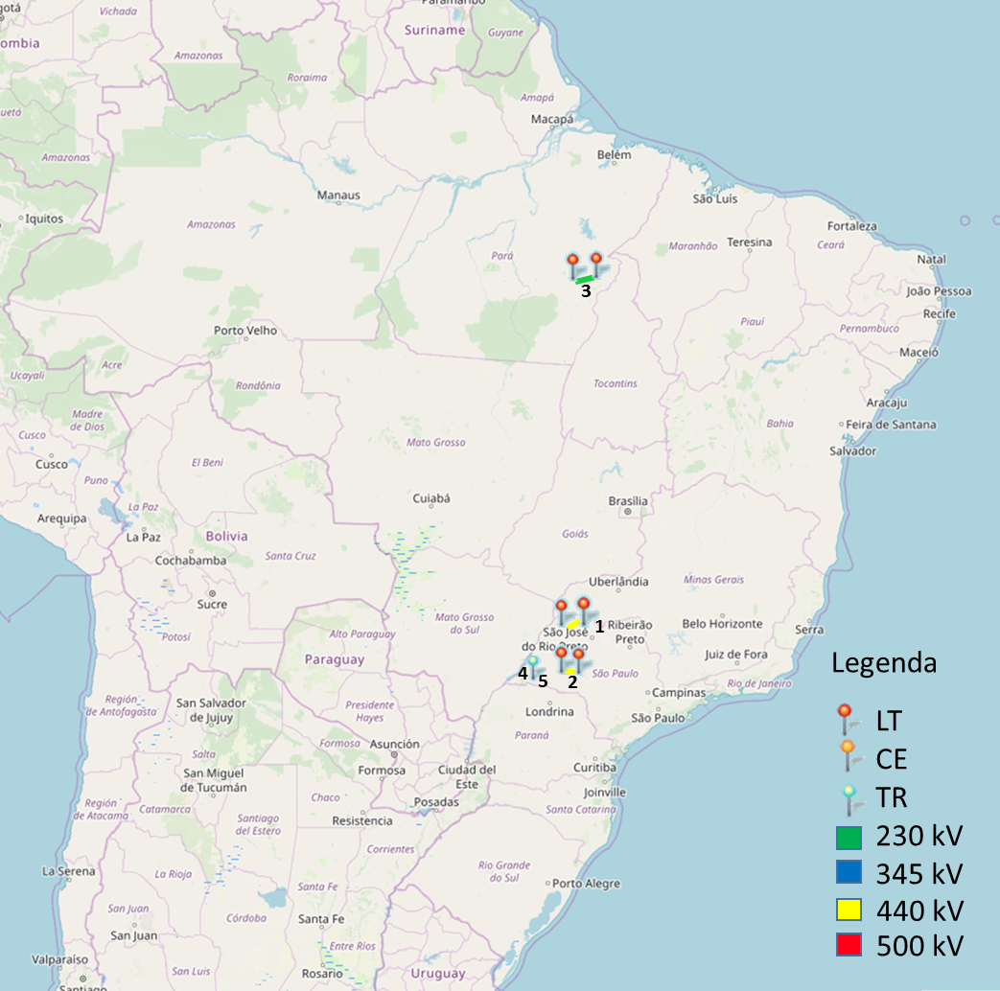 Paramaribo
gotá
Vichada
Suriname
Guyane
ombia
Amazonas
Roraima
Amapá
Macapá
Belém
Amazonas
Manaus
São Luís
Iquitos
Amazonas
Fortaleza
Teresina
Maranhão
Ceará
Pará
Natal
3
João Pessoa
Recife
Piauí
Pernambuco
Porto Velho
Maceió
Acre
Ucayali
Rondônia
Tocantins
Aracaju
Madre
de Dios
Bahia
Feira de Santana
Cusco
Mato Grosso
Salvador
Cusco
El Beni
Puno
Cuiabá
Brasília
La Paz
Arequipa
La Paz
Bolivia
Goiás
Santa Cruz
Cochabamba
Uberlândia
Minas Gerais
Sucre
Mato Grosso
do Sul
1
Ribeirão
Preto
Belo Horizonte
Serra
São José
do Rio Preto
Potosí
Alto Paraguay
Paraguay
Juiz de Fora
4
5
2
São Paulo
Rio de Janeiro
Campinas
Legenda
Región
de Antofagasta
San Salvador
de Jujuy
Presidente
Hayes
Londrina
São Paulo
LT
Paraná
Formosa
Asunción
Salta
CE
San Miguel
de Tucumán
Formosa
Ciudad del
Este
Curitiba
Joinville
TR
Región
de Atacama
Catamarca
Chaco
Posadas
Santa Catarina
Santiago
del Estero
Resistencia
230 kV
Corrientes
La Serena
La Rioja
Rio Grande
do Sul
345 kV
Santa Fe
Porto Alegre
San Juan
Córdoba
Santa Fe
440 kV
San Juan
Entre Ríos
500 kV
Valparaíso
San Luis
Rosario
Uruguay
Santiago